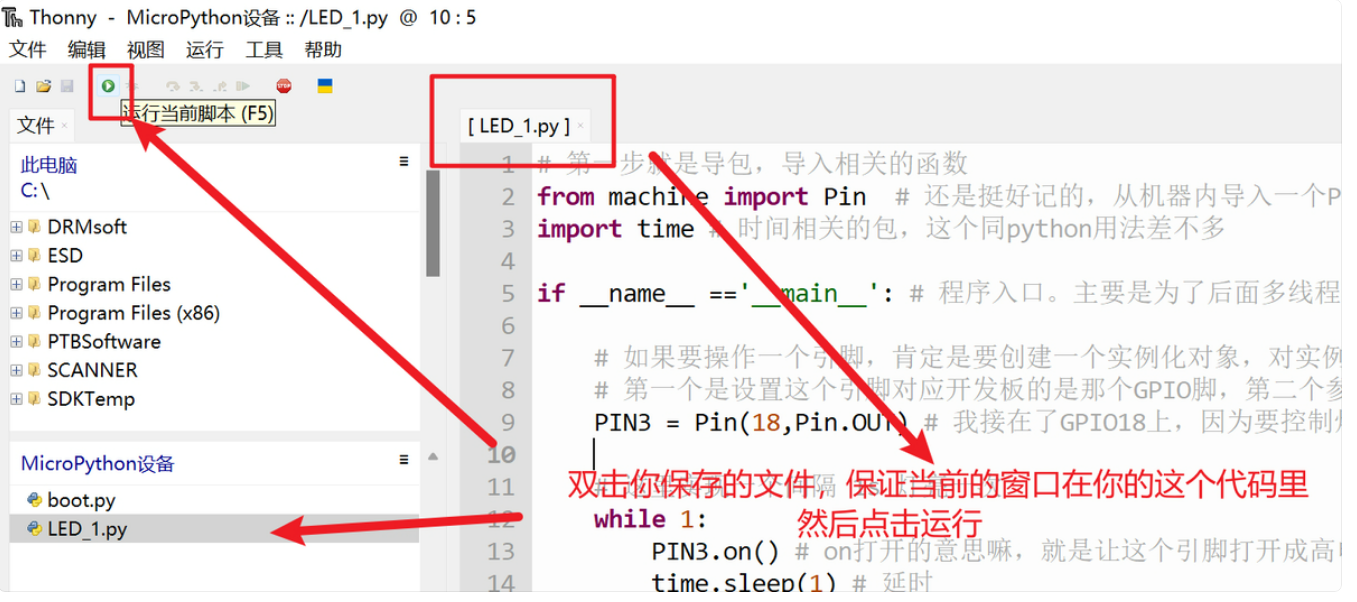 Thonny - MicroPython设备 :: /LED_1.py @ 10 : 5
文件 编辑 视图 运行 工具 帮助
STOP
运行当前脚本 (F5)
文件 ×
此电脑
C:\
DRMsoft
ESD
Program Files
Program Files (x86)
PTBSoftware
SCANNER
SDKTemp
MicroPython设备
boot.py
LED_1.py
[ LED_1.py ] ×
1 # 第一步就是导包，导入相关的函数
2 from machine import Pin # 还是挺好记的，从机器内导入一个P
3 import time # 时间相关的包，这个同python用法差不多
4
5 if __name__ =='__main__': # 程序入口。主要是为了后面多线程
6
7 # 如果要操作一个引脚，肯定是要创建一个实例化对象，对实例
8 # 第一个是设置这个引脚对应开发板的是那个GPIO脚，第二个参
9 PIN3 = Pin(18,Pin.OUT) # 我接在了GPIO18上，因为要控制
10
11 #
双击你保存的文件，保证当前的窗口在你的这个代码里
然后点击运行
12 while 1:
13 PIN3.on() # on打开的意思嘛，就是让这个引脚打开成高
14 time.sleep(1) # 延时